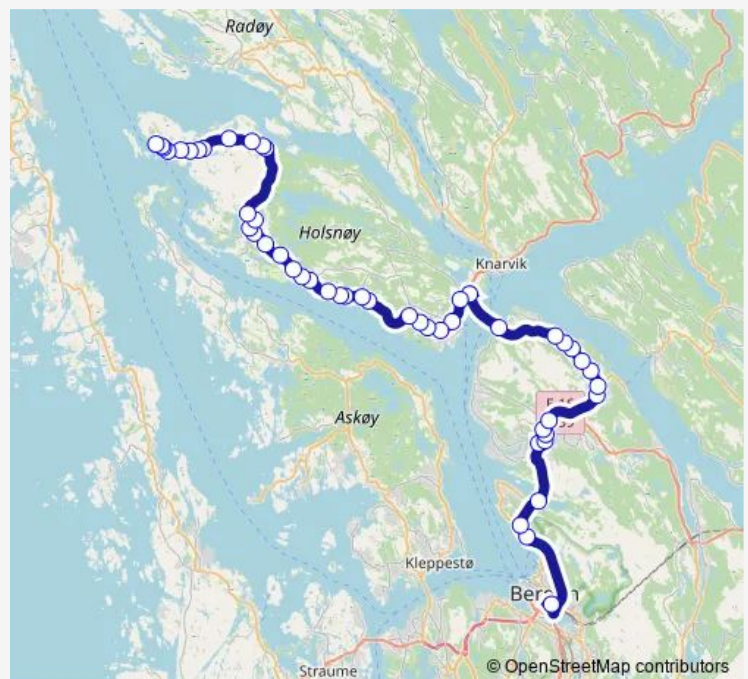 Radøy
Holsnøy
Knarvik
Askøy
Kleppestø
Straume
© OpenStreetMap contributors